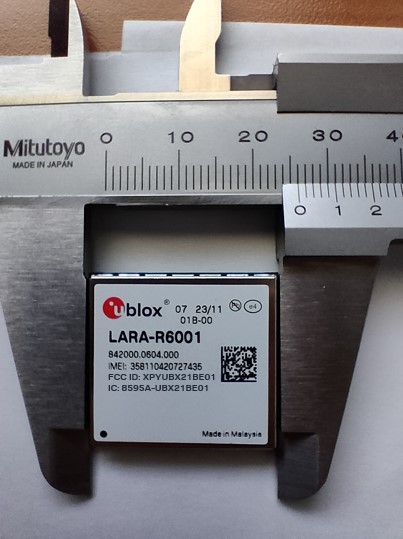 0 10 20 30 40
Mitutoyo
MADE IN JAPAN
0 1 2
ublox® 07 23/11
01B-00
e4
LARA-R6001
842000.0604.000
IMEI: 358110420727435
FCC ID: XPYUBX21BE01
IC: 8595A-UBX21BE01
Made in Malaysia